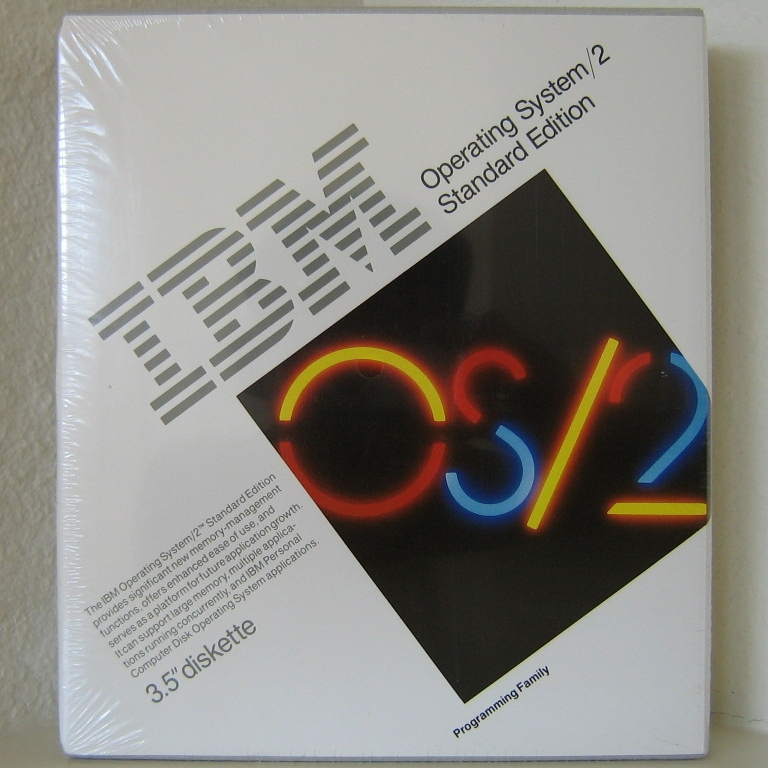 IBM
Operating System/2
Standard Edition
OS/2
The IBM Operating System/2™ Standard Edition
provides significant new memory-management
functions, offers enhanced ease of use, and
serves as a platform for future application growth.
It can support large memory, multiple applica-
tions running concurrently, and IBM Personal
Computer Disk Operating System applications.
3.5" diskette
Programming Family